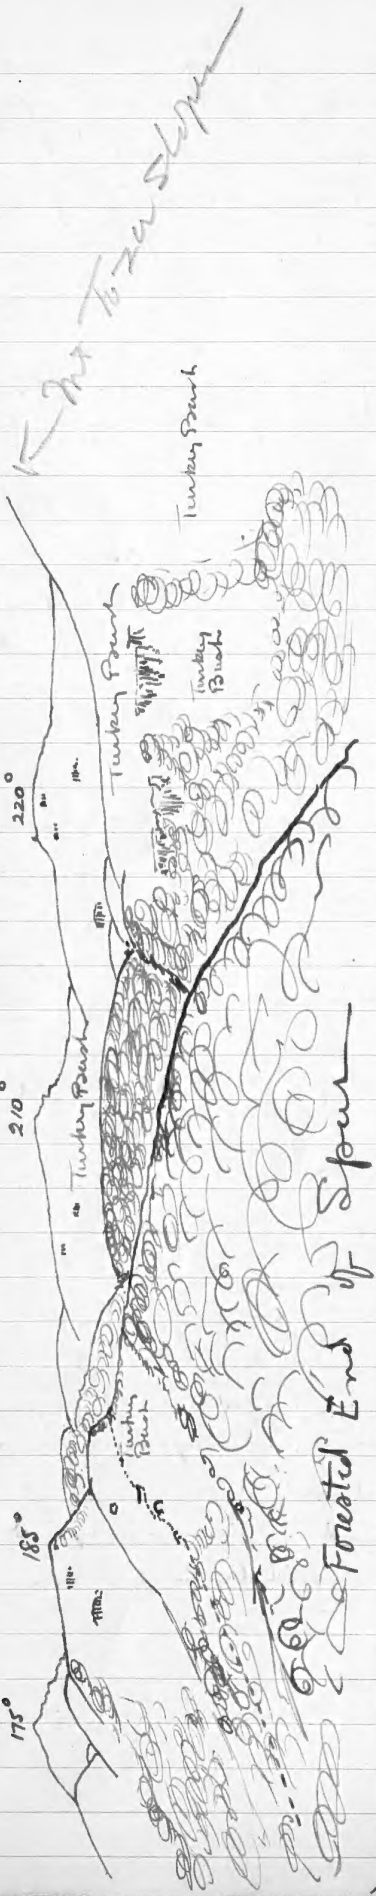 175° 185° 210° 220°
← Mt Tozer slopes
Turkey Bush
Turkey Bush
Turkey Bush
Turkey
Bush
Turkey
Bush
Forested End of Spur